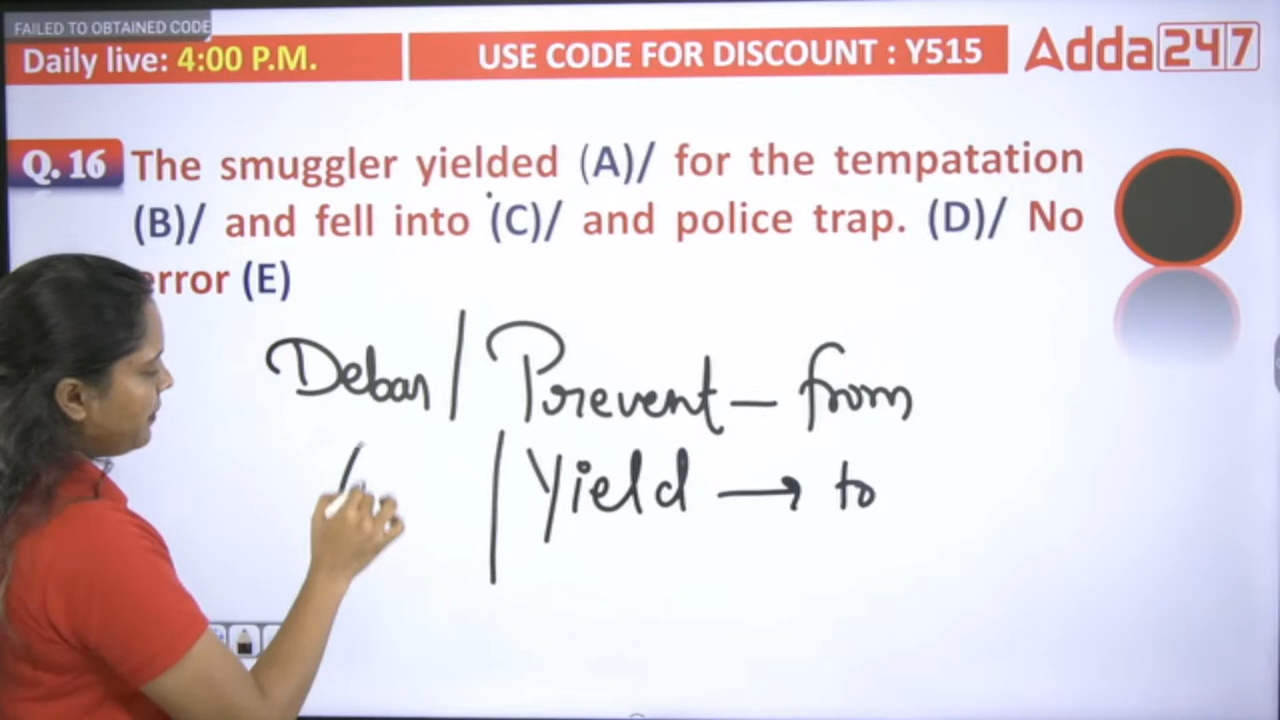 FAILED TO OBTAINED CODE
Daily live: 4:00 P.M.
USE CODE FOR DISCOUNT : Y515
Adda247
Q. 16 The smuggler yielded (A)/ for the tempatation
(B)/ and fell into (C)/ and police trap. (D)/ No
error (E)
Debar / Prevent – from
/ Yield → to